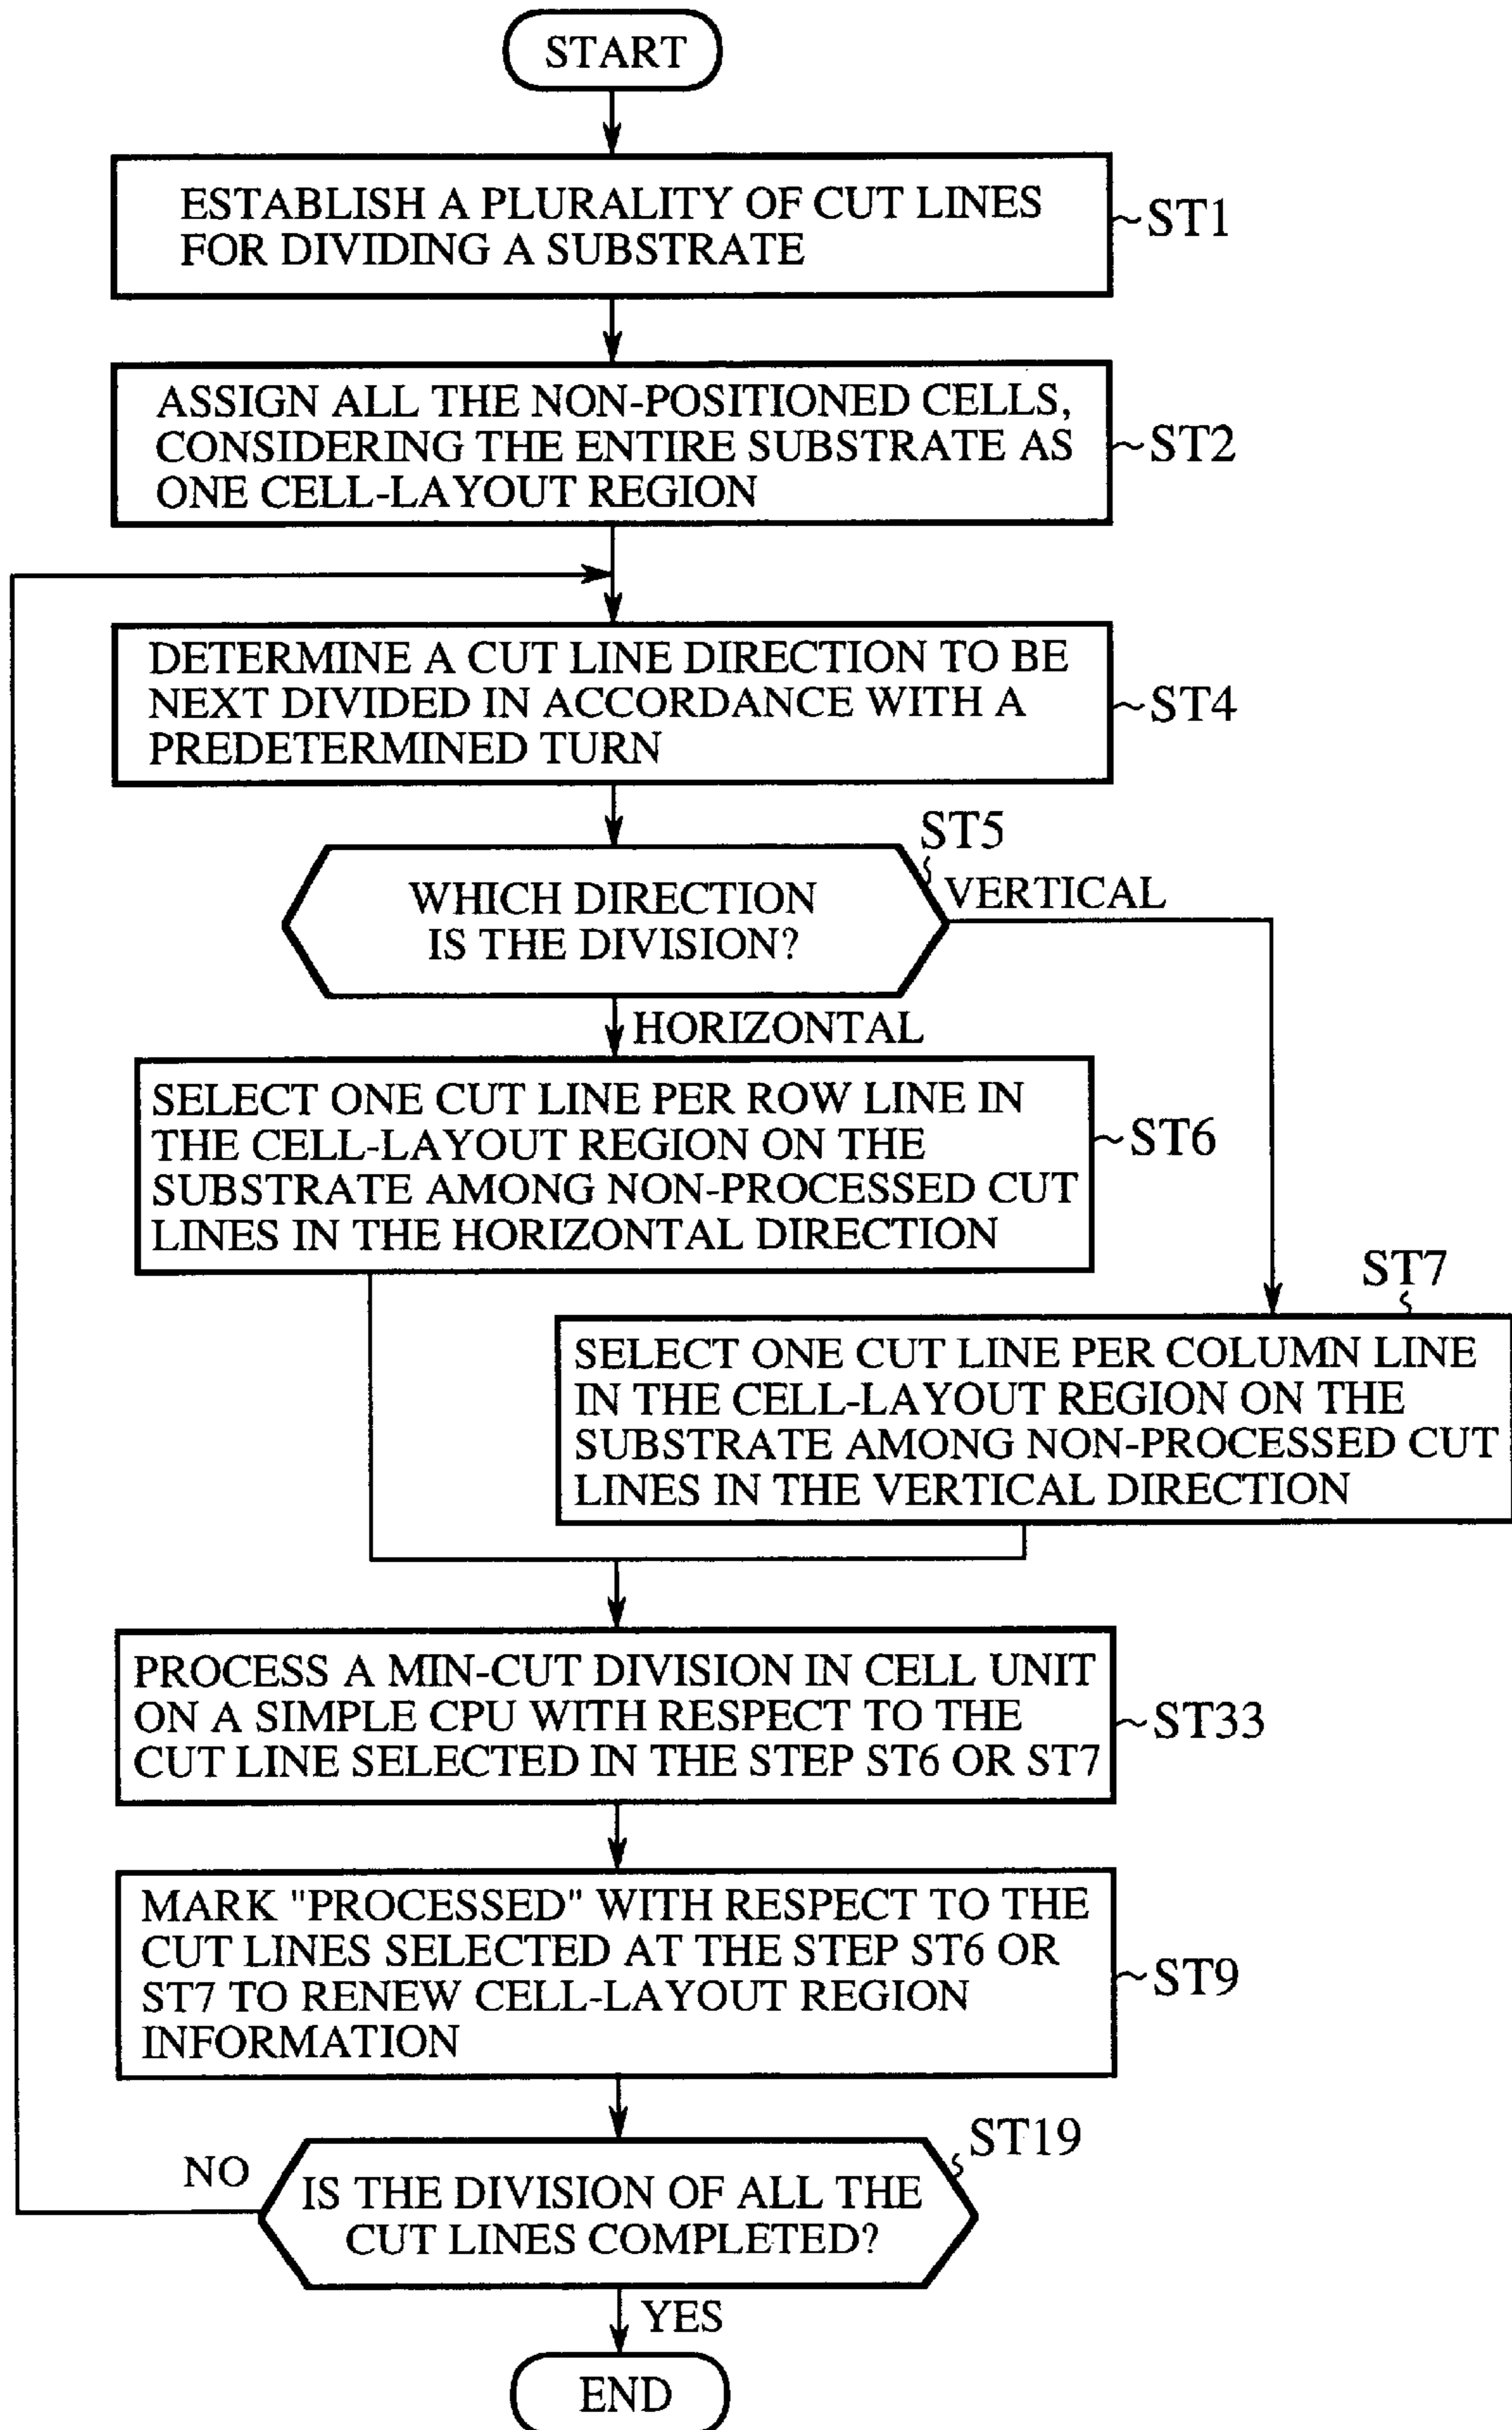 START
ESTABLISH A PLURALITY OF CUT LINES
FOR DIVIDING A SUBSTRATE
ST1
ASSIGN ALL THE NON-POSITIONED CELLS,
CONSIDERING THE ENTIRE SUBSTRATE AS
ONE CELL-LAYOUT REGION
ST2
DETERMINE A CUT LINE DIRECTION TO BE
NEXT DIVIDED IN ACCORDANCE WITH A
PREDETERMINED TURN
ST4
ST5
WHICH DIRECTION
IS THE DIVISION?
VERTICAL
HORIZONTAL
SELECT ONE CUT LINE PER ROW LINE IN
THE CELL-LAYOUT REGION ON THE
SUBSTRATE AMONG NON-PROCESSED CUT
LINES IN THE HORIZONTAL DIRECTION
ST6
ST7
SELECT ONE CUT LINE PER COLUMN LINE
IN THE CELL-LAYOUT REGION ON THE
SUBSTRATE AMONG NON-PROCESSED CUT
LINES IN THE VERTICAL DIRECTION
PROCESS A MIN-CUT DIVISION IN CELL UNIT
ON A SIMPLE CPU WITH RESPECT TO THE
CUT LINE SELECTED IN THE STEP ST6 OR ST7
ST33
MARK "PROCESSED" WITH RESPECT TO THE
CUT LINES SELECTED AT THE STEP ST6 OR
ST7 TO RENEW CELL-LAYOUT REGION
INFORMATION
ST9
ST19
NO
IS THE DIVISION OF ALL THE
CUT LINES COMPLETED?
YES
END